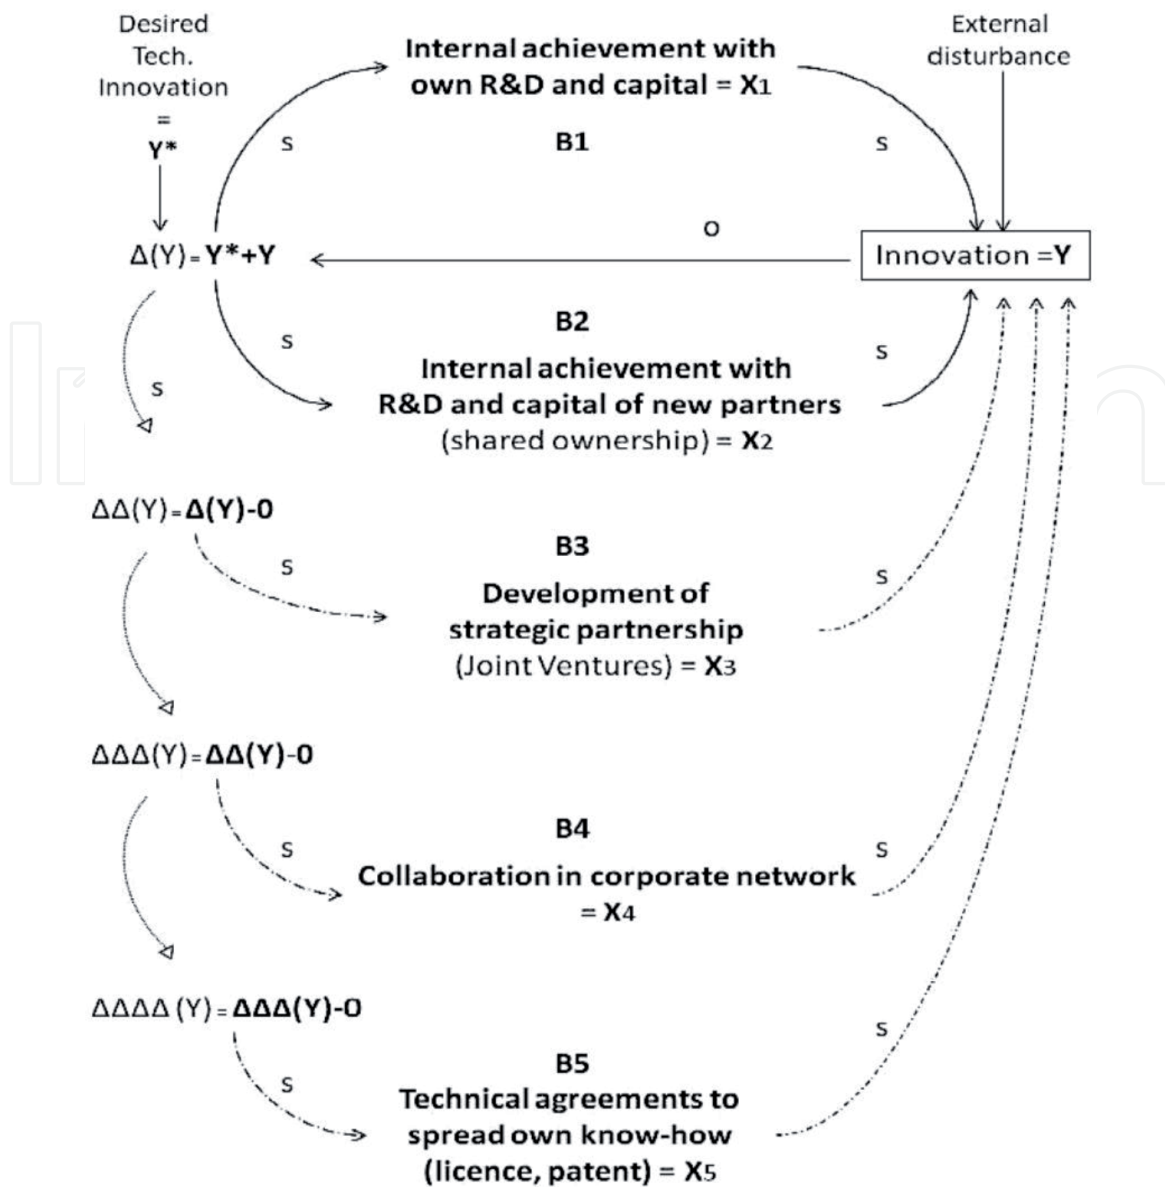 Desired
Tech.
Innovation
=
Y*
Internal achievement with
own R&D and capital = X1
External
disturbance
S
B1
S
O
Δ(Y)=Y*+Y
Innovation =Y
B2
S
S
Internal achievement with
R&D and capital of new partners
(shared ownership) = X2
S
ΔΔ(Y)=Δ(Y)-0
B3
S
S
Development of
strategic partnership
(Joint Ventures) = X3
ΔΔΔ(Y)=ΔΔ(Y)-0
B4
S
S
Collaboration in corporate network
= X4
ΔΔΔΔ (Y)=ΔΔΔ(Y)-0
S
B5
S
Technical agreements to
spread own know-how
(licence, patent) = X5